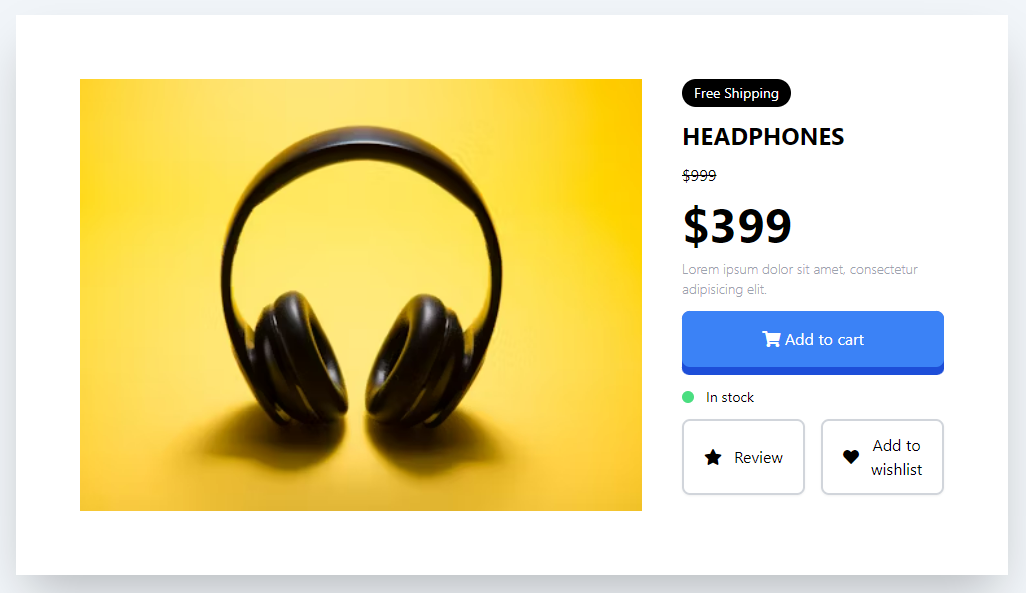 Free Shipping
HEADPHONES
$999
$399
Lorem ipsum dolor sit amet, consectetur
adipisicing elit.
Add to cart
In stock
Review
Add to
wishlist